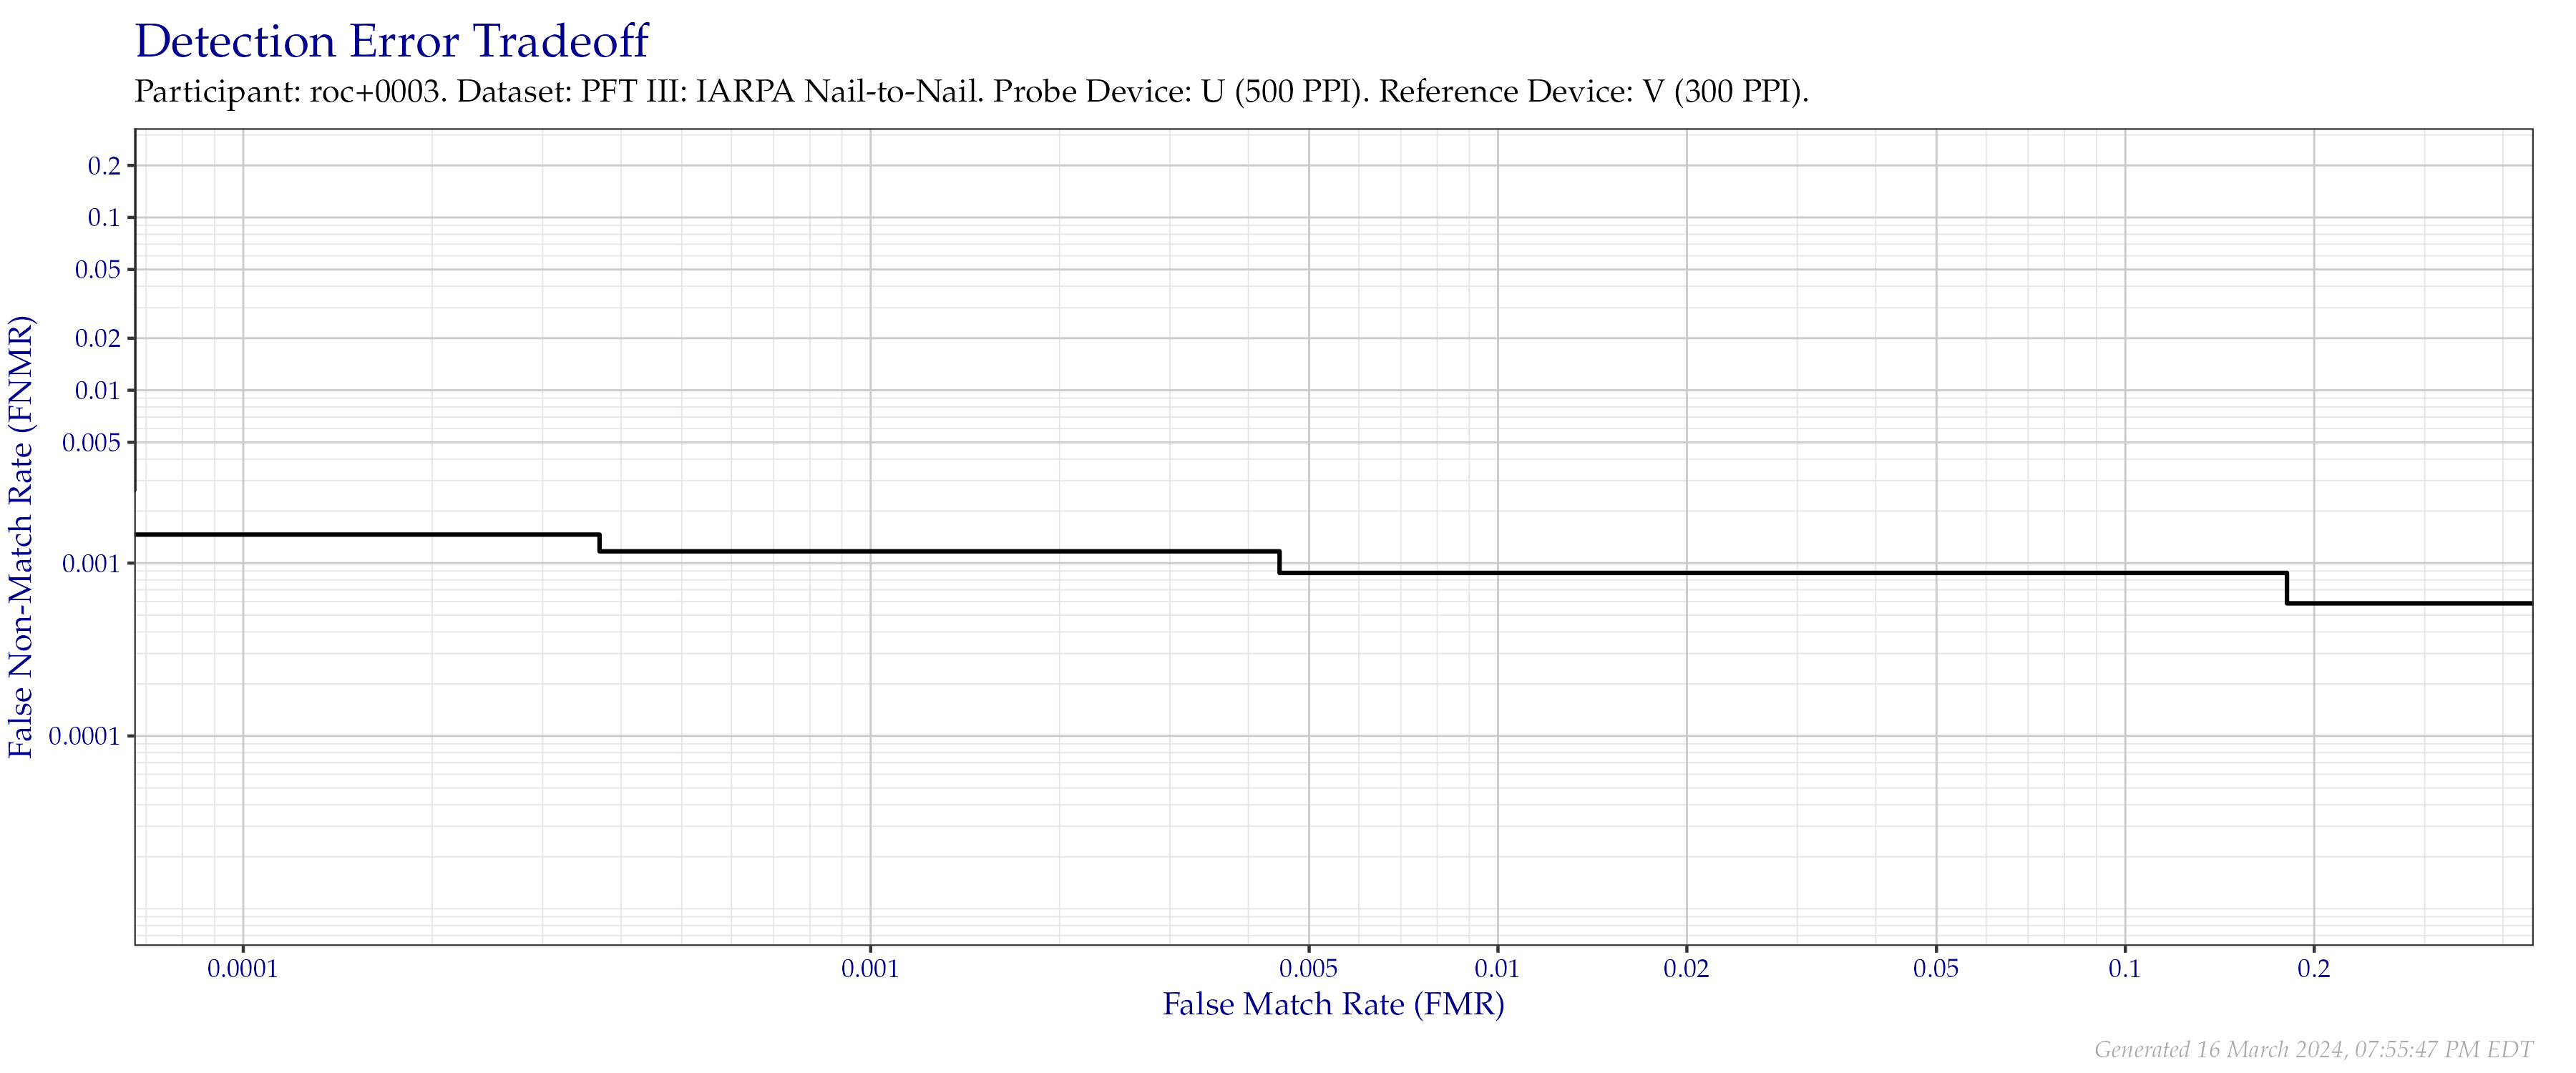 Detection Error Tradeoff
Participant: roc+0003. Dataset: PFT III: IARPA Nail-to-Nail. Probe Device: U (500 PPI). Reference Device: V (300 PPI).
False Non-Match Rate (FNMR)
0.2
0.1
0.05
0.02
0.01
0.005
0.001
0.0001
0.0001 0.001 0.005 0.01 0.02 0.05 0.1 0.2
False Match Rate (FMR)
Generated 16 March 2024, 07:55:47 PM EDT